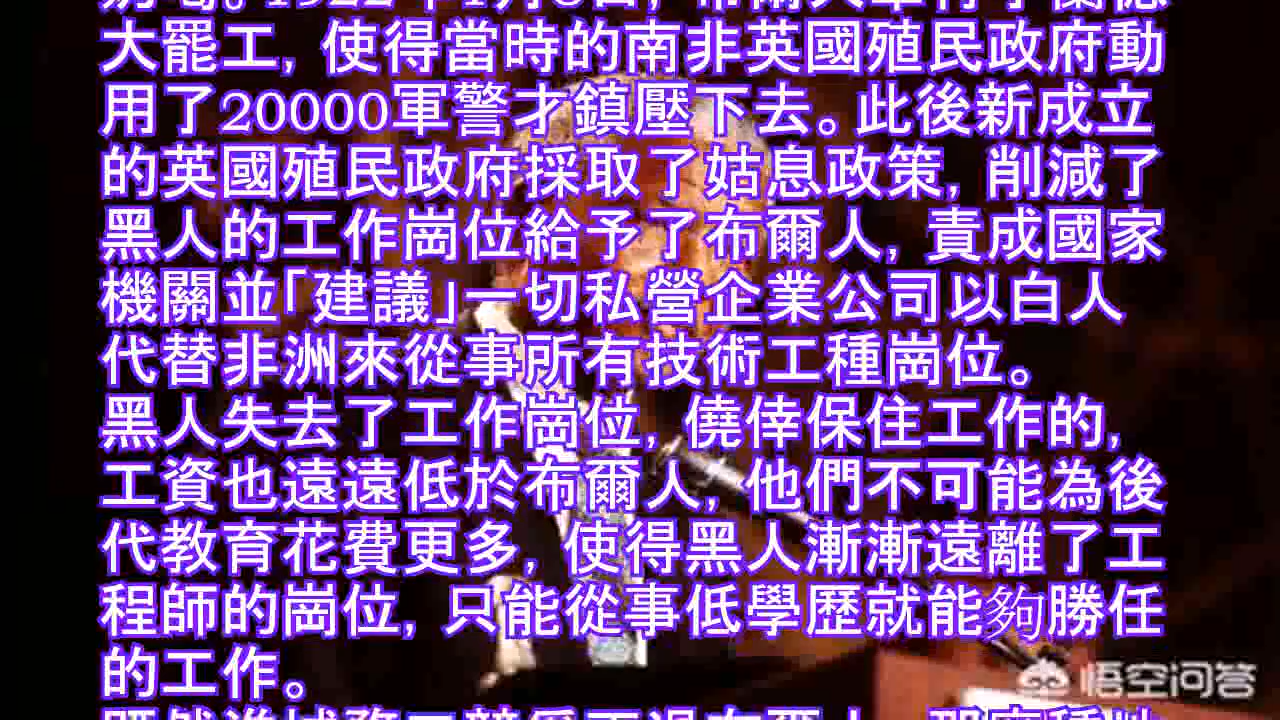 大罷工, 使得當時的南非英國殖民政府動
用了20000軍警才鎮壓下去。此後新成立
的英國殖民政府採取了姑息政策, 削減了
黑人的工作崗位給予了布爾人, 責成國家
機關並「建議」一切私營企業公司以白人
代替非洲來從事所有技術工種崗位。
黑人失去了工作崗位, 僥倖保住工作的,
工資也遠遠低於布爾人, 他們不可能為後
代教育花費更多, 使得黑人漸漸遠離了工
程師的崗位, 只能從事低學歷就能夠勝任
的工作。
悟空问答